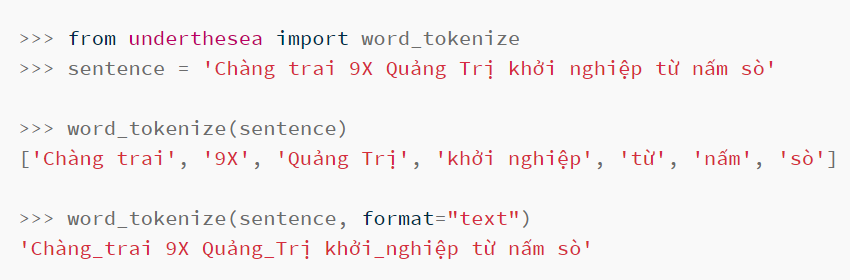 >>> from underthesea import word_tokenize
>>> sentence = 'Chàng trai 9X Quảng Trị khởi nghiệp từ nấm sò'
>>> word_tokenize(sentence)
['Chàng trai', '9X', 'Quảng Trị', 'khởi nghiệp', 'từ', 'nấm', 'sò']
>>> word_tokenize(sentence, format="text")
'Chàng_trai 9X Quảng_Trị khởi_nghiệp từ nấm sò'